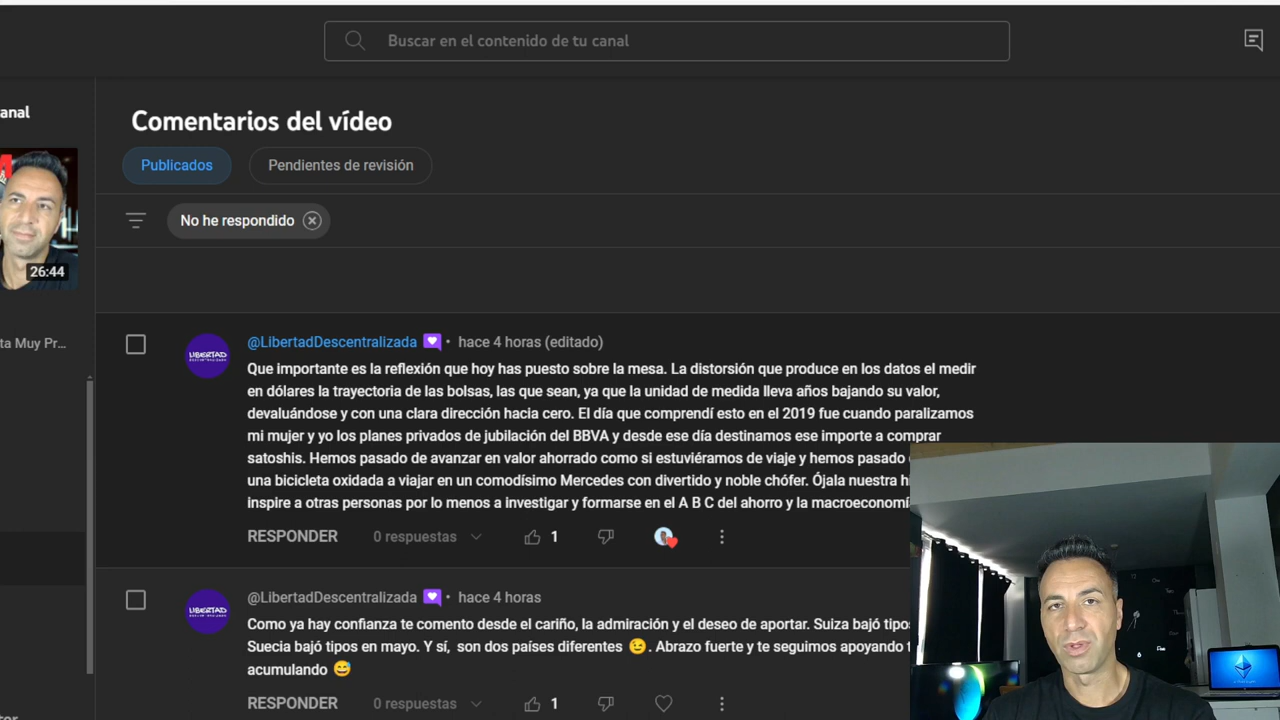 Buscar en el contenido de tu canal
anal
Comentarios del vídeo
Publicados
Pendientes de revisión
No he respondido
26:44
ta Muy Pr...
@LibertadDescentralizada • hace 4 horas (editado)
LIBERTAD
Que importante es la reflexión que hoy has puesto sobre la mesa. La distorsión que produce en los datos el medir
en dólares la trayectoria de las bolsas, las que sean, ya que la unidad de medida lleva años bajando su valor,
devaluándose y con una clara dirección hacia cero. El día que comprendí esto en el 2019 fue cuando paralizamos
mi mujer y yo los planes privados de jubilación del BBVA y desde ese día destinamos ese importe a comprar
satoshis. Hemos pasado de avanzar en valor ahorrado como si estuviéramos de viaje y hemos pasado
una bicicleta oxidada a viajar en un comodísimo Mercedes con divertido y noble chófer. Ójala nuestra hi
inspire a otras personas por lo menos a investigar y formarse en el A B C del ahorro y la macroeconomí
RESPONDER 0 respuestas 1
@LibertadDescentralizada • hace 4 horas
LIBERTAD
Como ya hay confianza te comento desde el cariño, la admiración y el deseo de aportar. Suiza bajó tipo
Suecia bajó tipos en mayo. Y sí, son dos países diferentes 😉. Abrazo fuerte y te seguimos apoyando
acumulando 😅
RESPONDER 0 respuestas 1